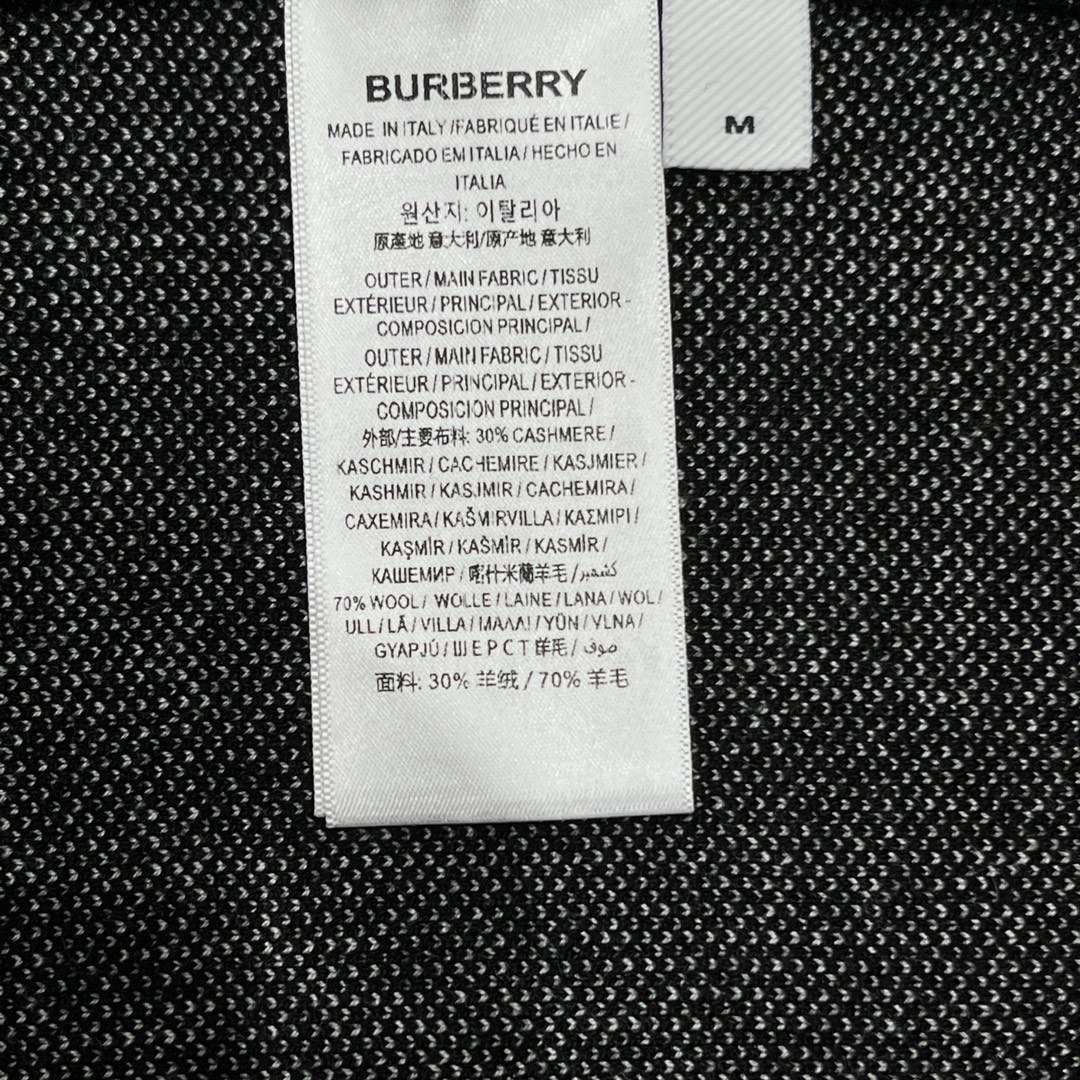 BURBERRY
MADE IN ITALY/FABRIQUÉ EN ITALIE/
FABRICADO EM ITALIA/HECHO EN
ITALIA
원산지: 이탈리아
原產地 意大利/原产地 意大利
OUTER/MAIN FABRIC/TISSU
EXTÉRIEUR/PRINCIPAL/EXTERIOR-
COMPOSICION PRINCIPAL/
OUTER/MAIN FABRIC/TISSU
EXTÉRIEUR/PRINCIPAL/EXTERIOR-
COMPOSICION PRINCIPAL/
外部/主要布料: 30% CASHMERE/
KASCHMIR/CACHEMIRE/KASJMIER/
KASHMIR/KASJMIR/CACHEMIRA/
CAXEMIRA/KAŠMIRVILLA/ΚΑΣΜΙΡΙ/
KAŞMİR/KAŠMÌR/KASMÍR/
КАШЕМИР/喀什米蘭羊毛/كشمير/
70% WOOL/WOLLE/LAINE/LANA/WOL/
ULL/LÃ/VILLA/ΜΑΛΛΙ/YÜN/VLNA/
GYAPJÚ/ШЕРСТ 羊毛/صوف
面料: 30% 羊绒/70% 羊毛
M